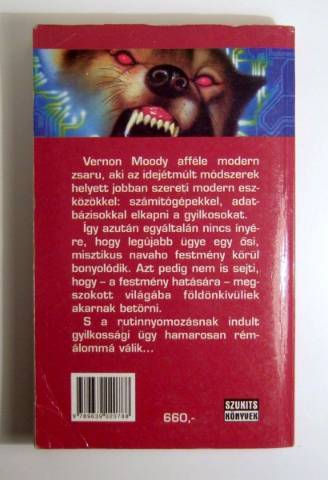 Vernon Moody afféle modern
zsaru, aki az idejétmúlt módszerek
helyett jobban szereti modern esz-
közökkel: számítógépekkel, adat-
bázisokkal elkapni a gyilkosokat.
Így azután egyáltalán nincs ínyé-
re, hogy legújabb ügye egy ősi,
misztikus navaho festmény körül
bonyolódik. Azt pedig nem is sejti,
hogy – a festmény hatására – meg-
szokott világába földönkívüliek
akarnak betörni.
S a rutinnyomozásnak indult
gyilkossági ügy hamarosan rém-
álommá válik...
660,-
SZUKITS
KÖNYVEK